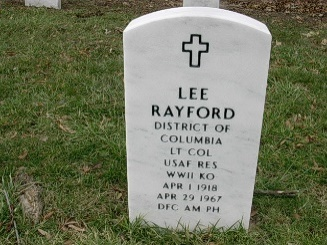 LEE
RAYFORD
DISTRICT OF
COLUMBIA
LT COL
USAF RES
WWII KO
APR 1 1918
APR 29 1967
DFC AM PH